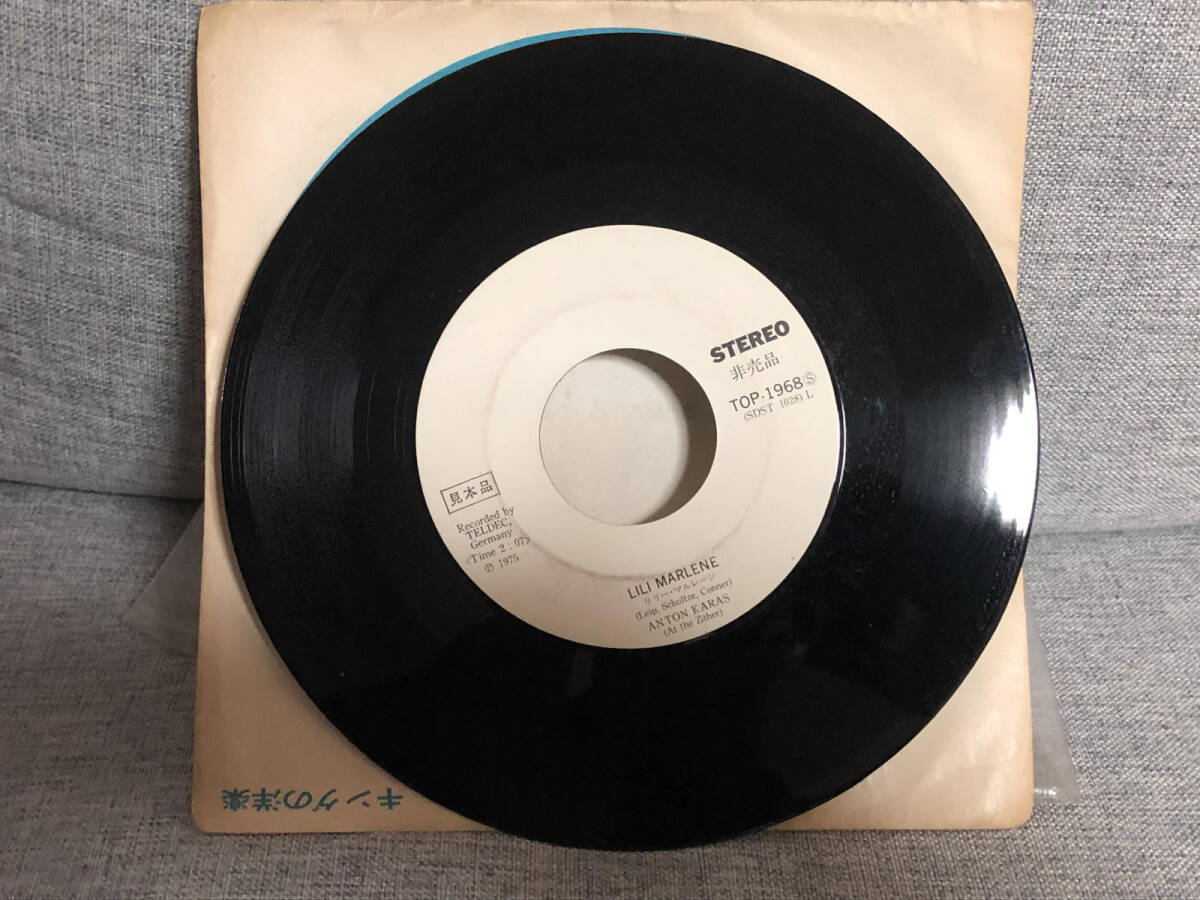 STEREO
非売品
TOP-1968Ⓢ
(SDST 1028) L
見本品
Recorded by
TELDEC,
Germany
<Time 2 : 07>
Ⓟ 1975
LILI MARLENE
リリー・マルレーン
(Leip, Schultze, Conner)
ANTON KARAS
(At the Zither)
キングの洋楽